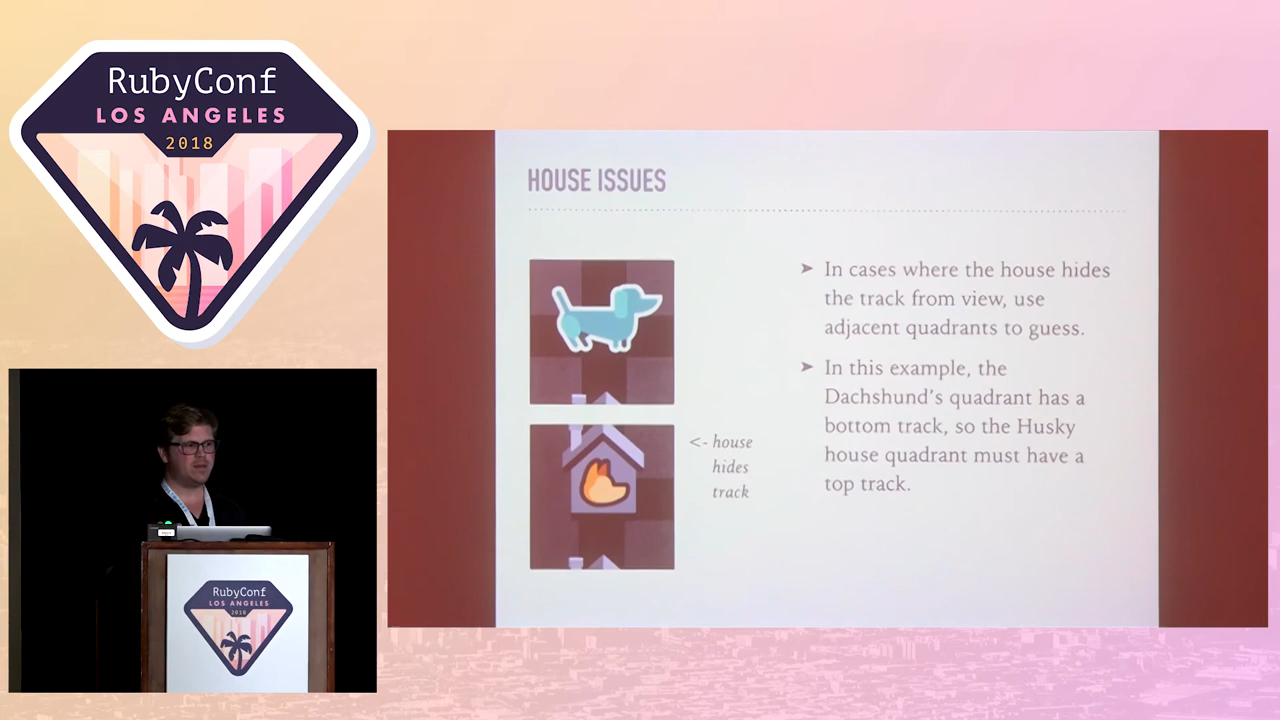 RubyConf
LOS ANGELES
2018
HOUSE ISSUES
➤ In cases where the house hides
the track from view, use
adjacent quadrants to guess.
➤ In this example, the
Dachshund's quadrant has a
bottom track, so the Husky
house quadrant must have a
top track.
<- house
hides
track
RubyConf
LOS ANGELES
2018